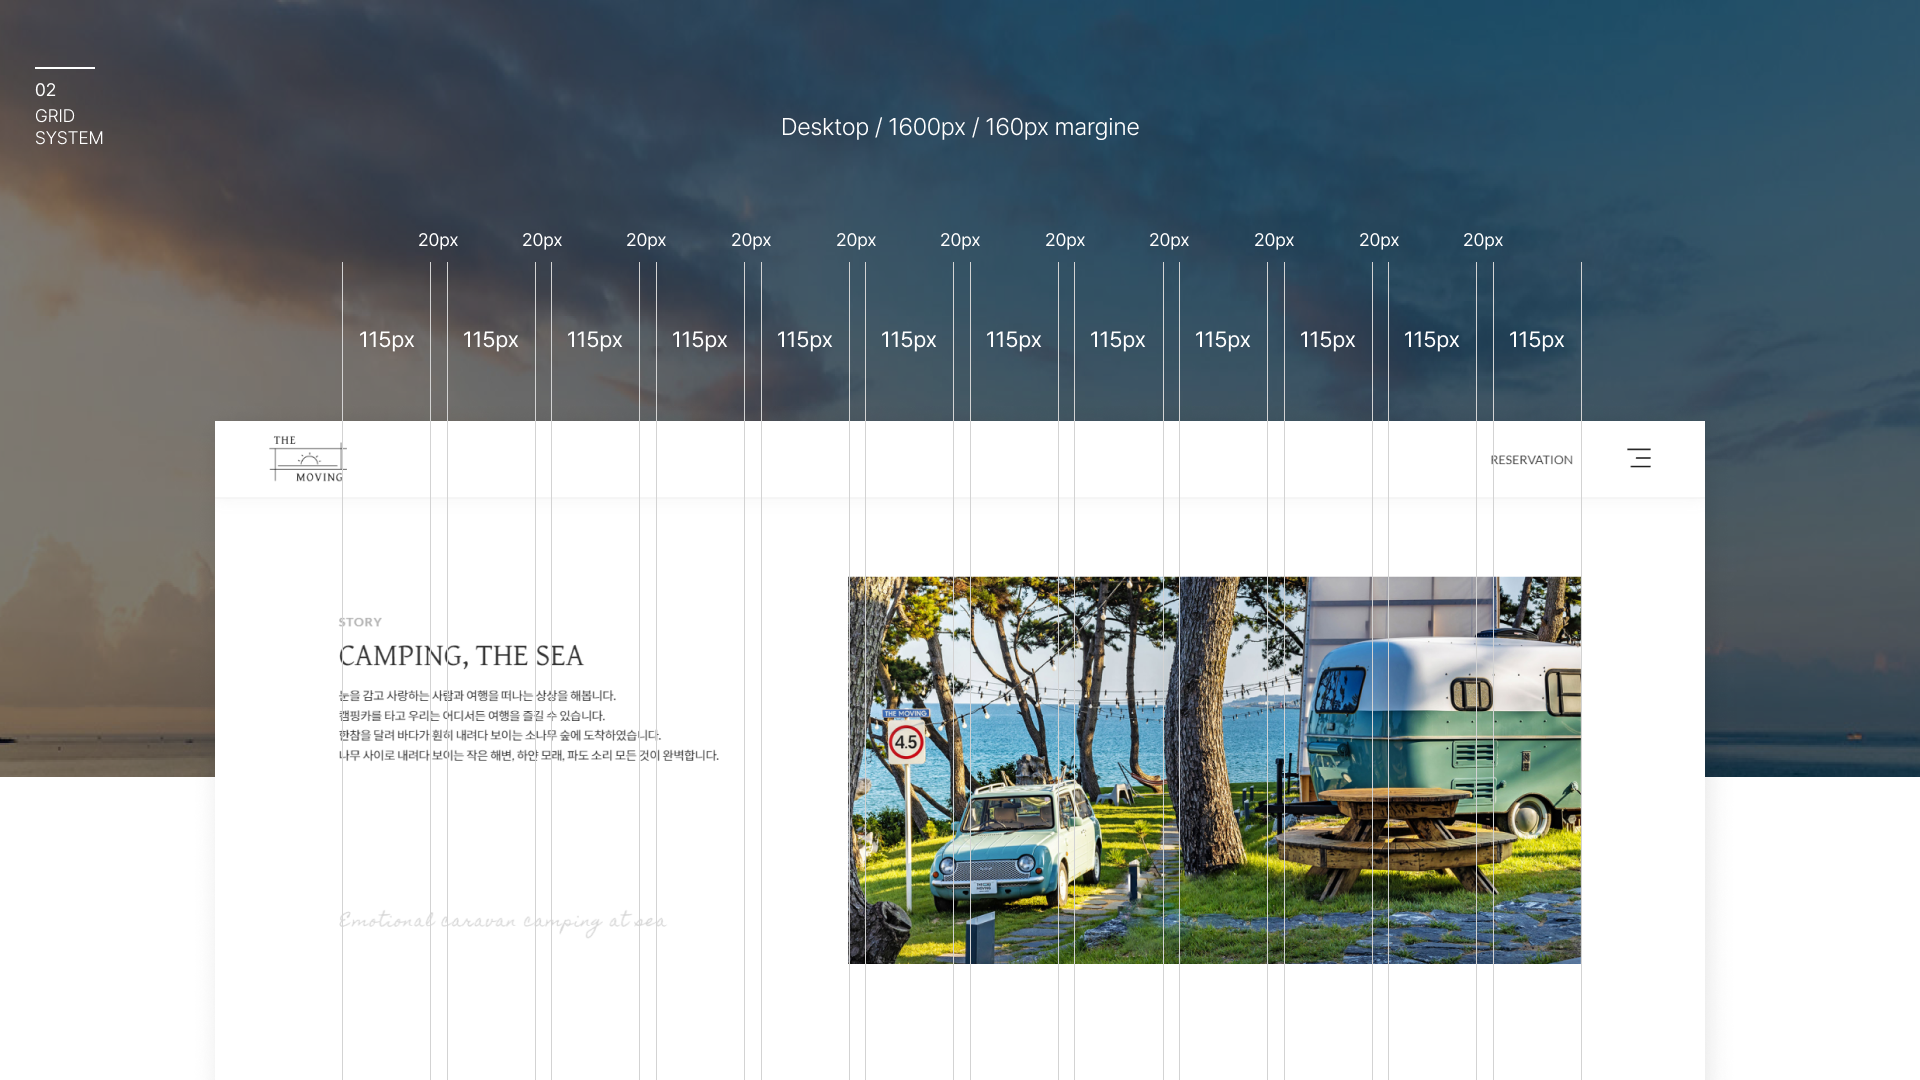 02
GRID
SYSTEM
Desktop / 1600px / 160px margine
20px 20px 20px 20px 20px 20px 20px 20px 20px 20px 20px
115px 115px 115px 115px 115px 115px 115px 115px 115px 115px 115px 115px
THE
MOVING
RESERVATION
STORY
CAMPING, THE SEA
눈을 감고 사랑하는 사람과 여행을 떠나는 상상을 해봅니다.
캠핑카를 타고 우리는 어디서든 여행을 즐길 수 있습니다.
한참을 달려 바다가 훤히 내려다 보이는 소나무 숲에 도착하였습니다.
나무 사이로 내려다 보이는 작은 해변, 하얀 모래, 파도 소리 모든 것이 완벽합니다.
THE MOVING
4.5
Emotional caravan camping at sea